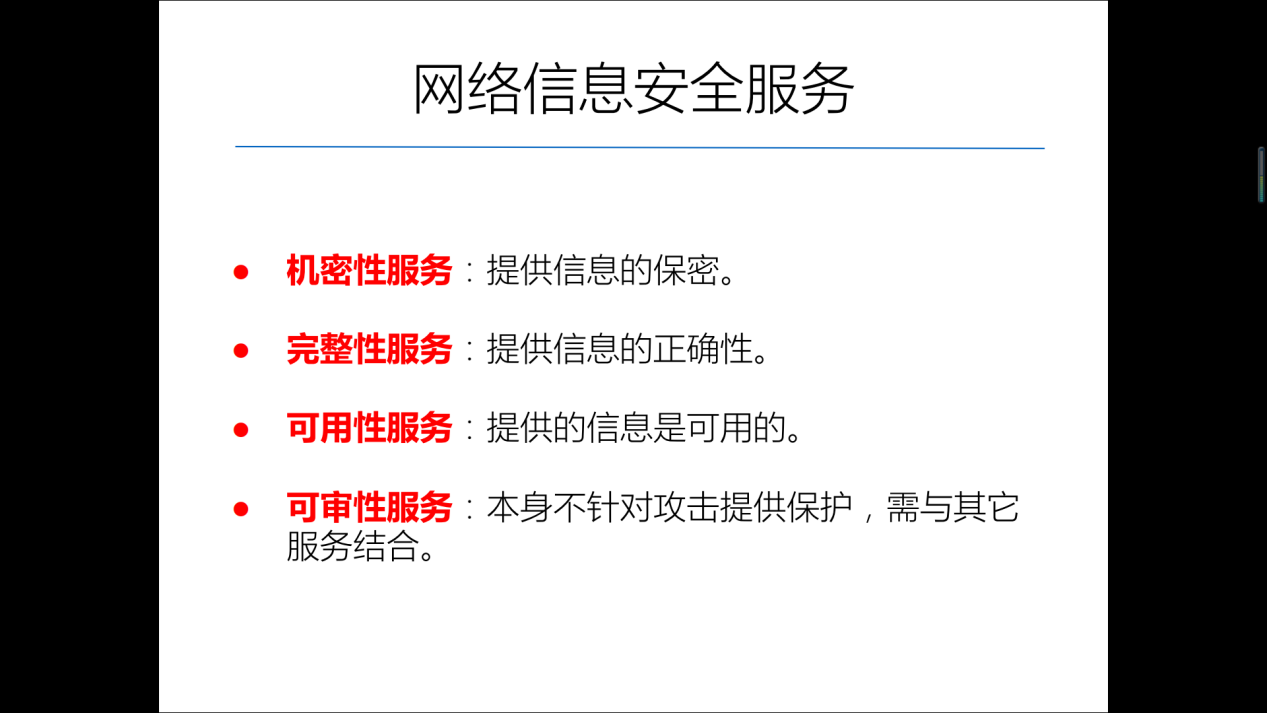 网络信息安全服务
● 机密性服务：提供信息的保密。
● 完整性服务：提供信息的正确性。
● 可用性服务：提供的信息是可用的。
● 可审性服务：本身不针对攻击提供保护，需与其它
服务结合。